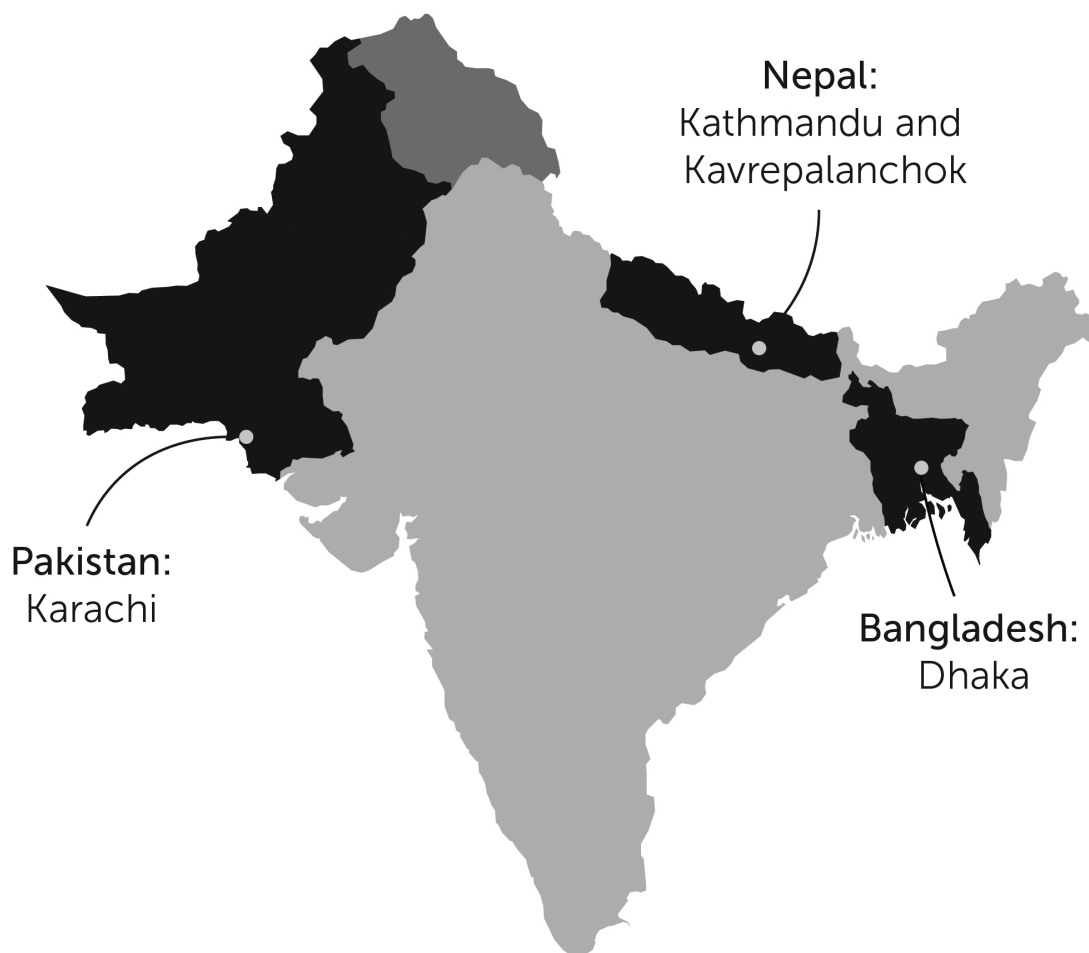 Nepal:
Kathmandu and
Kavrepalanchok
Pakistan:
Karachi
Bangladesh:
Dhaka